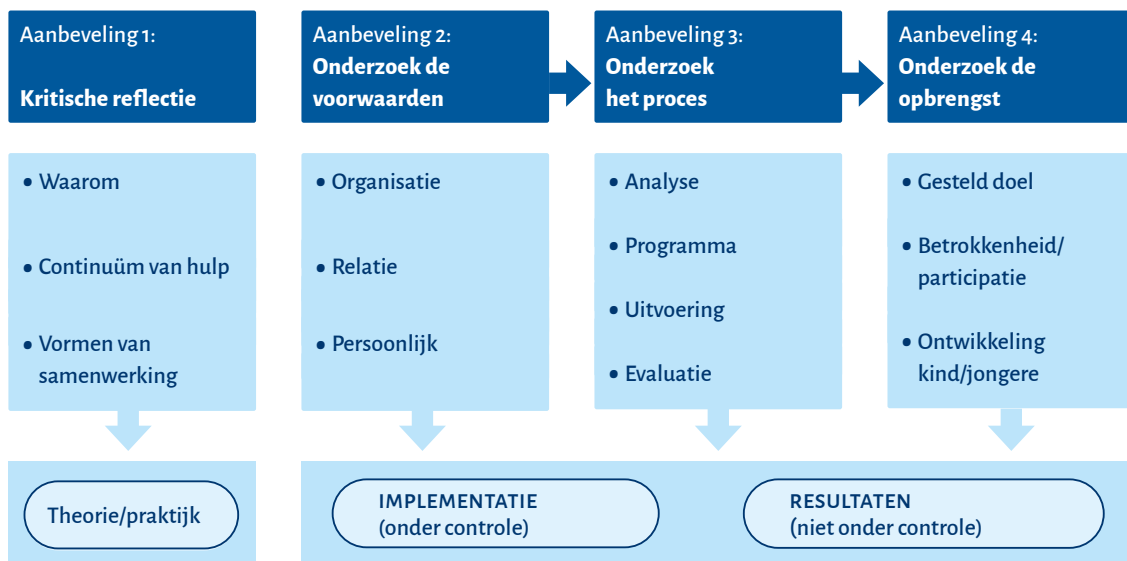 Aanbeveling 1:
Kritische reflectie
• Waarom
• Continuüm van hulp
• Vormen van
samenwerking
Theorie/praktijk
Aanbeveling 2:
Onderzoek de
voorwaarden
• Organisatie
• Relatie
• Persoonlijk
Aanbeveling 3:
Onderzoek
het proces
• Analyse
• Programma
• Uitvoering
• Evaluatie
Aanbeveling 4:
Onderzoek de
opbrengst
• Gesteld doel
• Betrokkenheid/
participatie
• Ontwikkeling
kind/jongere
IMPLEMENTATIE
(onder controle)
RESULTATEN
(niet onder controle)